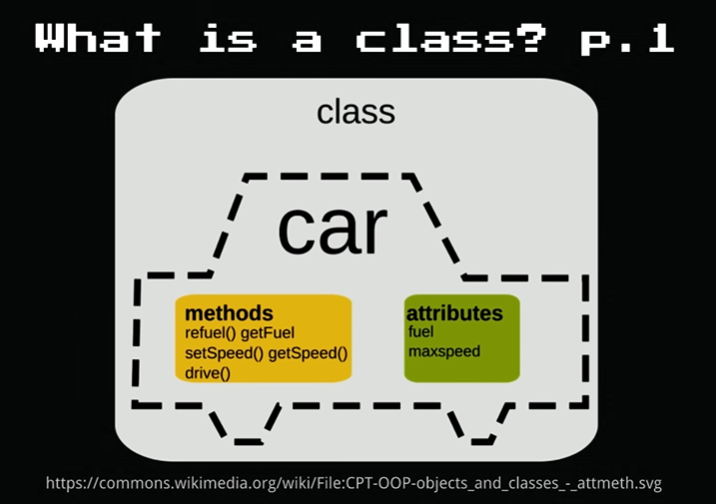 What is a class? p.1
class
car
methods
refuel() getFuel
setSpeed() getSpeed()
drive()
attributes
fuel
maxspeed
https://commons.wikimedia.org/wiki/File:CPT-OOP-objects_and_classes_-_attmeth.svg